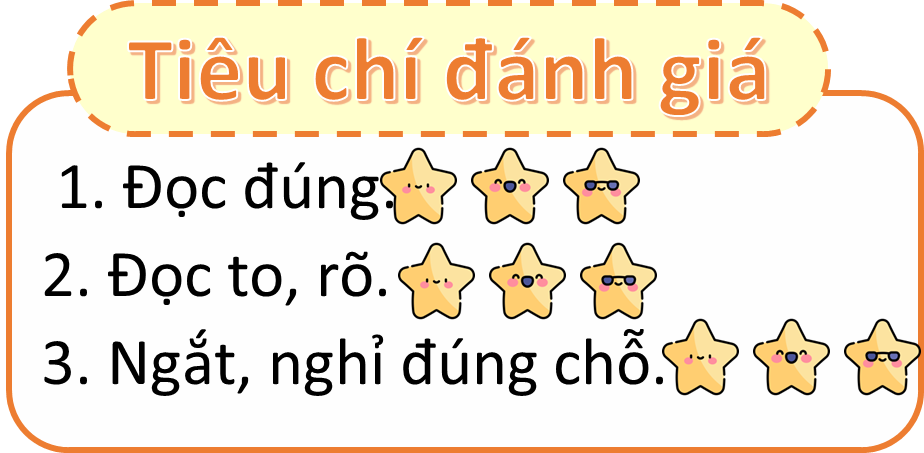 Tiêu chí đánh giá
1. Đọc đúng.
2. Đọc to, rõ.
3. Ngắt, nghỉ đúng chỗ.